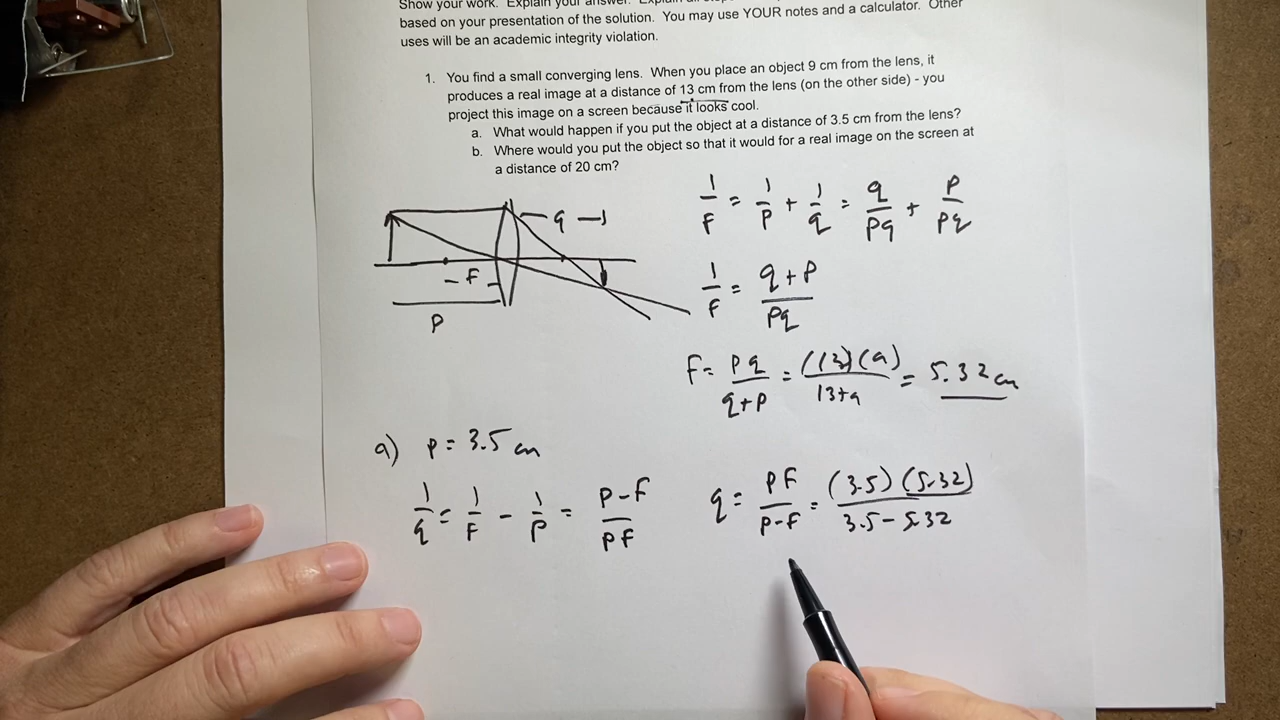 Show your work. Explain your answer.
based on your presentation of the solution. You may use YOUR notes and a calculator. Other
uses will be an academic integrity violation.
1. You find a small converging lens. When you place an object 9 cm from the lens, it
produces a real image at a distance of 13 cm from the lens (on the other side) - you
project this image on a screen because it looks cool.
a. What would happen if you put the object at a distance of 3.5 cm from the lens?
b. Where would you put the object so that it would for a real image on the screen at
a distance of 20 cm?
1/F = 1/P + 1/q = q/Pq + P/Pq
q
F
P
1/F = q+P/Pq
F = Pq/q+P = (13)(9)/13+9 = 5.32 cm
a) P = 3.5 cm
1/q = 1/F - 1/P = P-F/PF
q = PF/P-F = (3.5)(5.32)/3.5-5.32